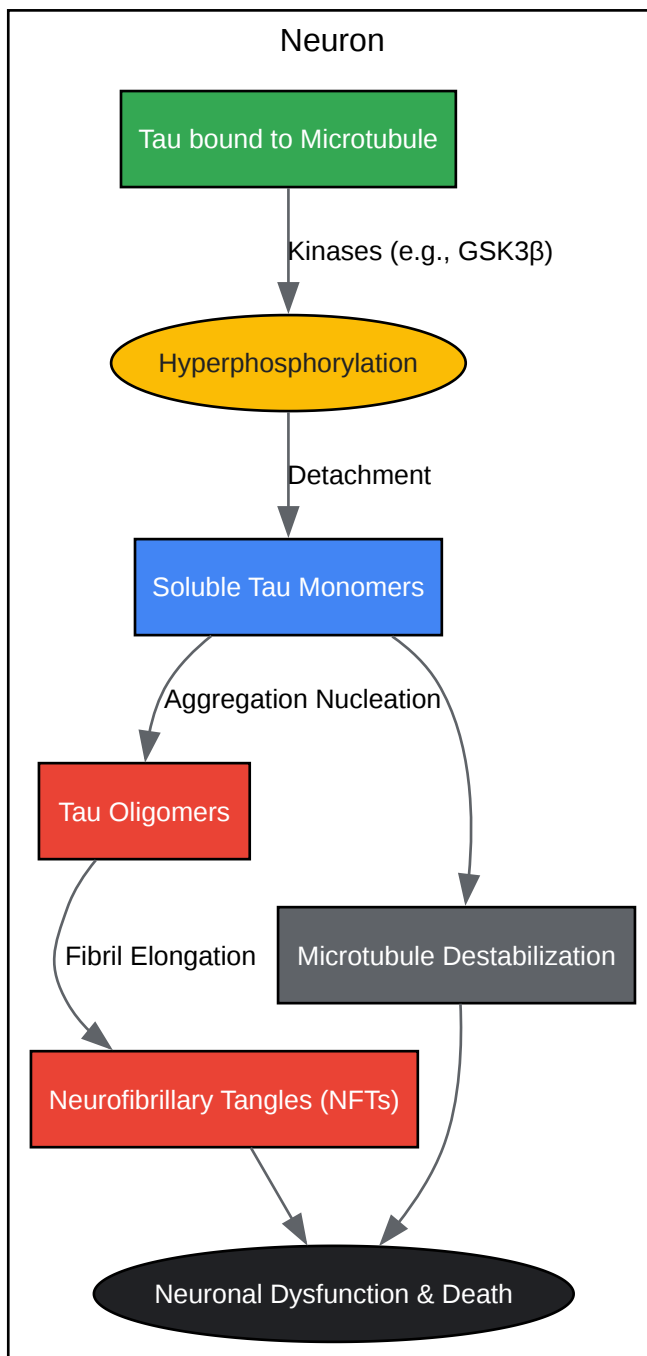 Neuron
Tau bound to Microtubule
Kinases (e.g., GSK3β)
Hyperphosphorylation
Detachment
Soluble Tau Monomers
Aggregation Nucleation
Tau Oligomers
Fibril Elongation
Microtubule Destabilization
Neurofibrillary Tangles (NFTs)
Neuronal Dysfunction & Death